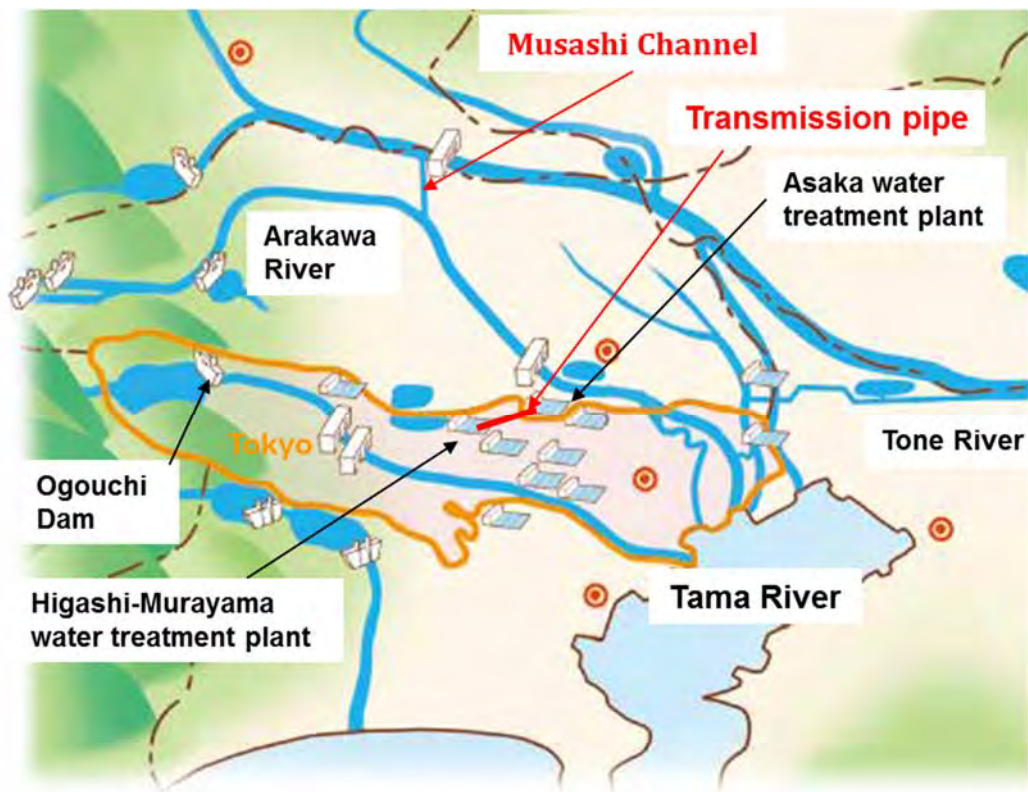 Musashi Channel
Transmission pipe
Asaka water
treatment plant
Arakawa
River
Tokyo
Tone River
Ogouchi
Dam
Higashi-Murayama
water treatment plant
Tama River